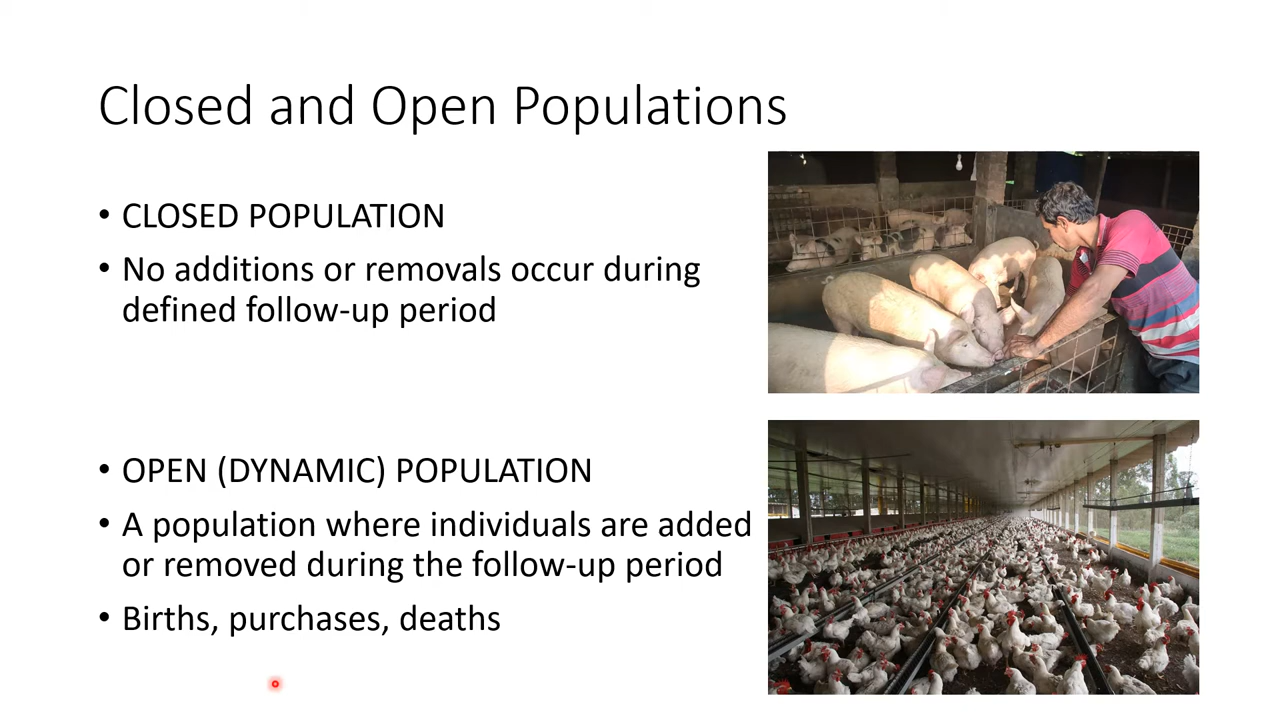 Closed and Open Populations
• CLOSED POPULATION
• No additions or removals occur during
defined follow-up period
• OPEN (DYNAMIC) POPULATION
• A population where individuals are added
or removed during the follow-up period
• Births, purchases, deaths